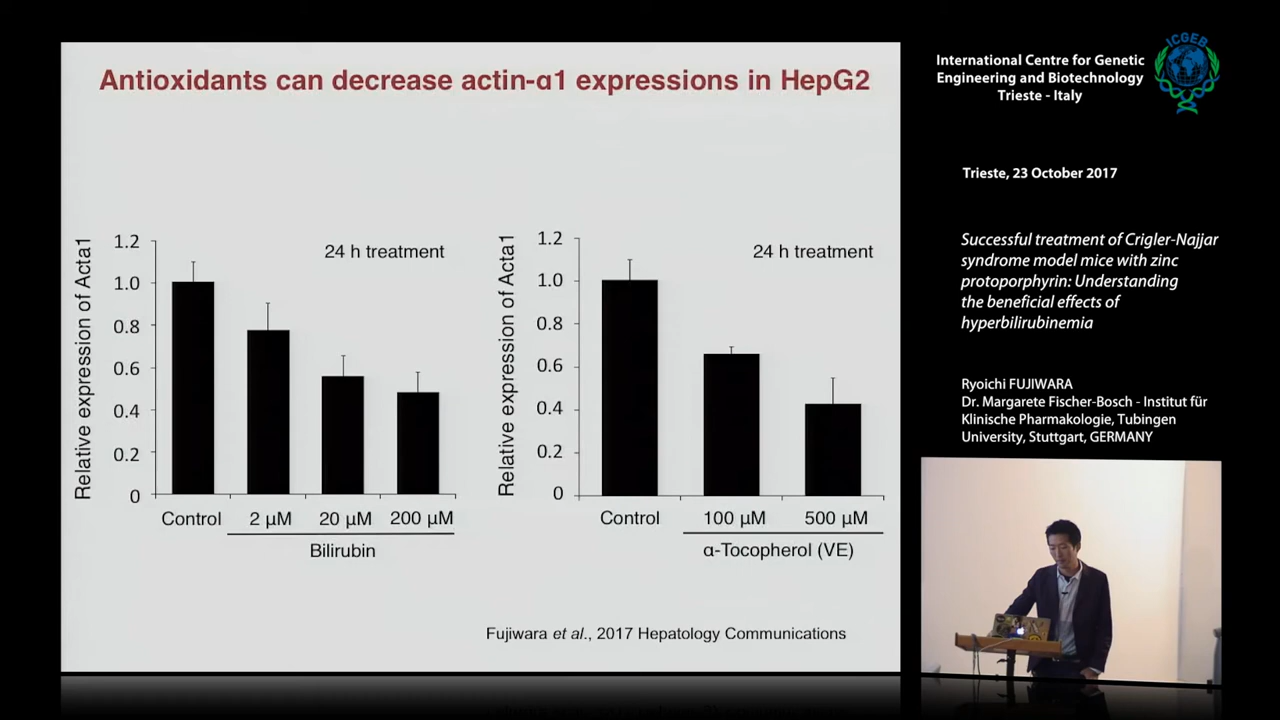 Antioxidants can decrease actin-α1 expressions in HepG2
Relative expression of Acta1
24 h treatment
1.2
1.0
0.8
0.6
0.4
0.2
0
Control
2 µM
20 µM
200 µM
Bilirubin
Relative expression of Acta1
24 h treatment
1.2
1.0
0.8
0.6
0.4
0.2
0
Control
100 µM
500 µM
α-Tocopherol (VE)
Fujiwara et al., 2017 Hepatology Communications
International Centre for Genetic
Engineering and Biotechnology
Trieste - Italy
ICGEB
Trieste, 23 October 2017
Successful treatment of Crigler-Najjar
syndrome model mice with zinc
protoporphyrin: Understanding
the beneficial effects of
hyperbilirubinemia
Ryoichi FUJIWARA
Dr. Margarete Fischer-Bosch - Institut für
Klinische Pharmakologie, Tubingen
University, Stuttgart, GERMANY